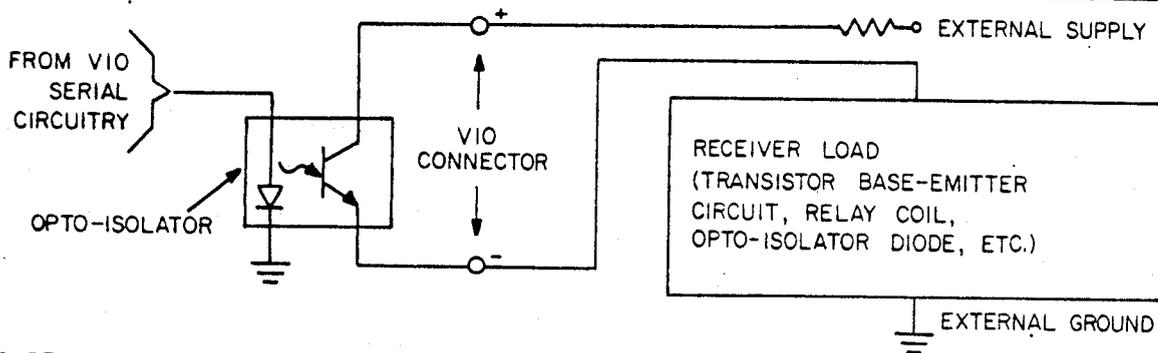 FROM VIO
SERIAL
CIRCUITRY
OPTO-ISOLATOR
+
VIO
CONNECTOR
-
EXTERNAL SUPPLY
RECEIVER LOAD
(TRANSISTOR BASE-EMITTER
CIRCUIT, RELAY COIL,
OPTO-ISOLATOR DIODE, ETC.)
EXTERNAL GROUND